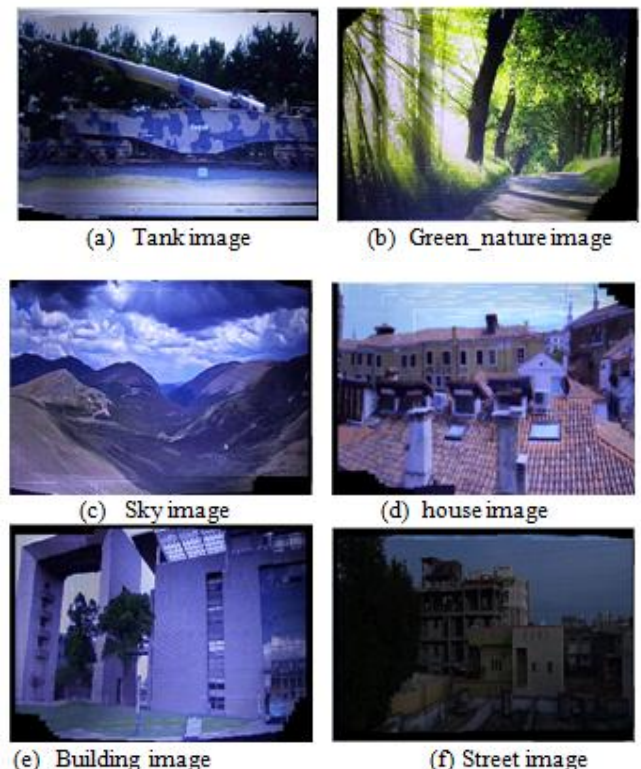 (a) Tank image
(b) Green_nature image
(c) Sky image
(d) house image
(e) Building image
(f) Street image